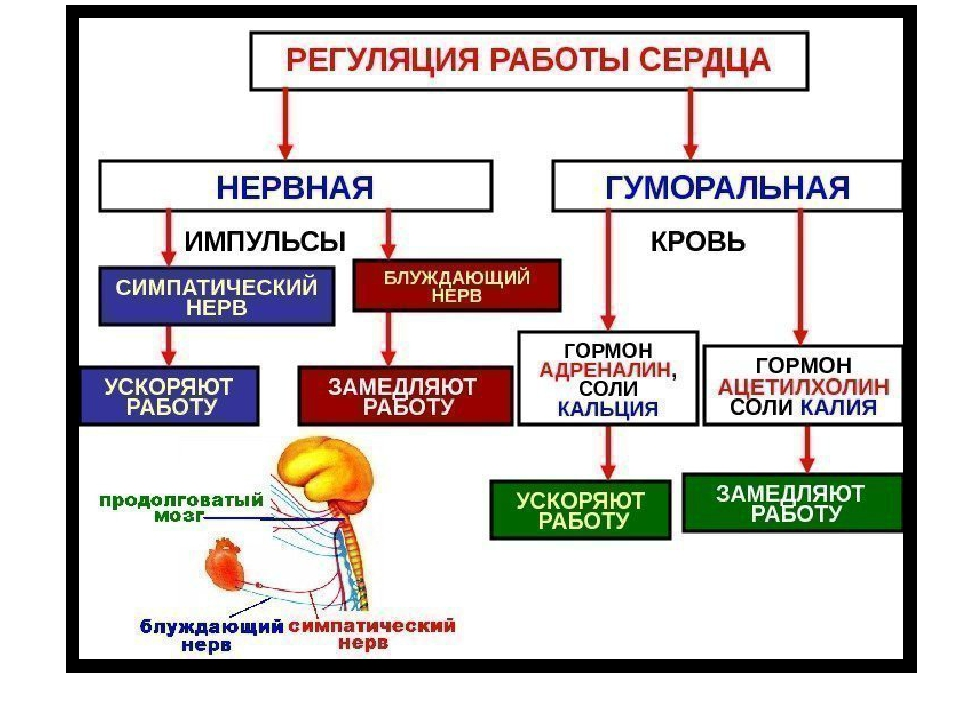 РЕГУЛЯЦИЯ РАБОТЫ СЕРДЦА
НЕРВНАЯ
ГУМОРАЛЬНАЯ
ИМПУЛЬСЫ
КРОВЬ
СИМПАТИЧЕСКИЙ
НЕРВ
БЛУЖДАЮЩИЙ
НЕРВ
УСКОРЯЮТ
РАБОТУ
ЗАМЕДЛЯЮТ
РАБОТУ
ГОРМОН
АДРЕНАЛИН,
СОЛИ
КАЛЬЦИЯ
ГОРМОН
АЦЕТИЛХОЛИН
СОЛИ КАЛИЯ
УСКОРЯЮТ
РАБОТУ
ЗАМЕДЛЯЮТ
РАБОТУ
продолговатый
мозг
блуждающий
нерв
симпатический
нерв